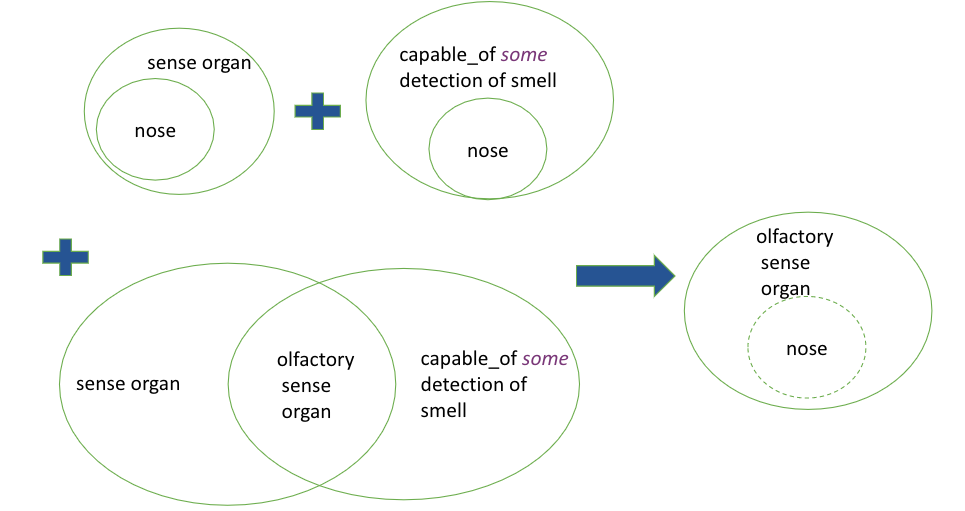 sense organ
nose
capable_of some
detection of smell
nose
sense organ
olfactory
sense
organ
capable_of some
detection of
smell
olfactory
sense
organ
nose